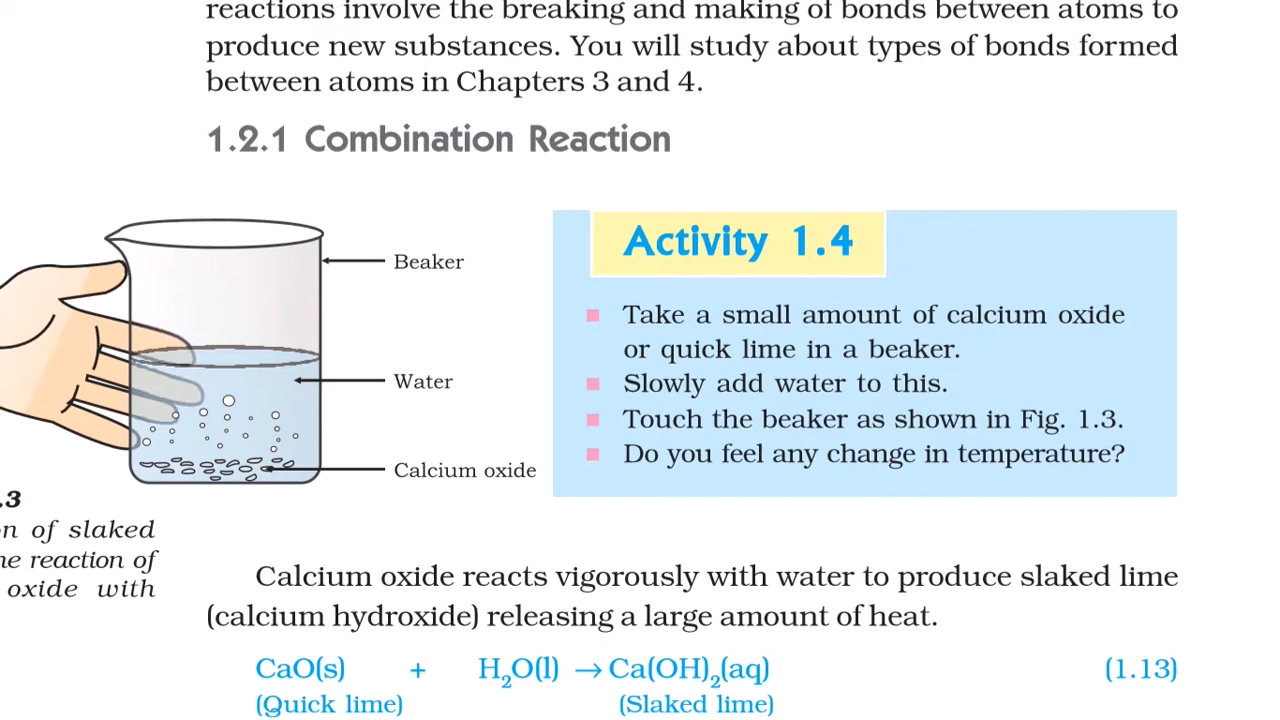 reactions involve the breaking and making of bonds between atoms to
produce new substances. You will study about types of bonds formed
between atoms in Chapters 3 and 4.
1.2.1 Combination Reaction
Beaker
Water
Calcium oxide
.3
on of slaked
he reaction of
oxide with
Activity 1.4
Take a small amount of calcium oxide
or quick lime in a beaker.
Slowly add water to this.
Touch the beaker as shown in Fig. 1.3.
Do you feel any change in temperature?
Calcium oxide reacts vigorously with water to produce slaked lime
(calcium hydroxide) releasing a large amount of heat.
CaO(s) + H₂O(l) → Ca(OH)₂(aq) (1.13)
(Quick lime) (Slaked lime)